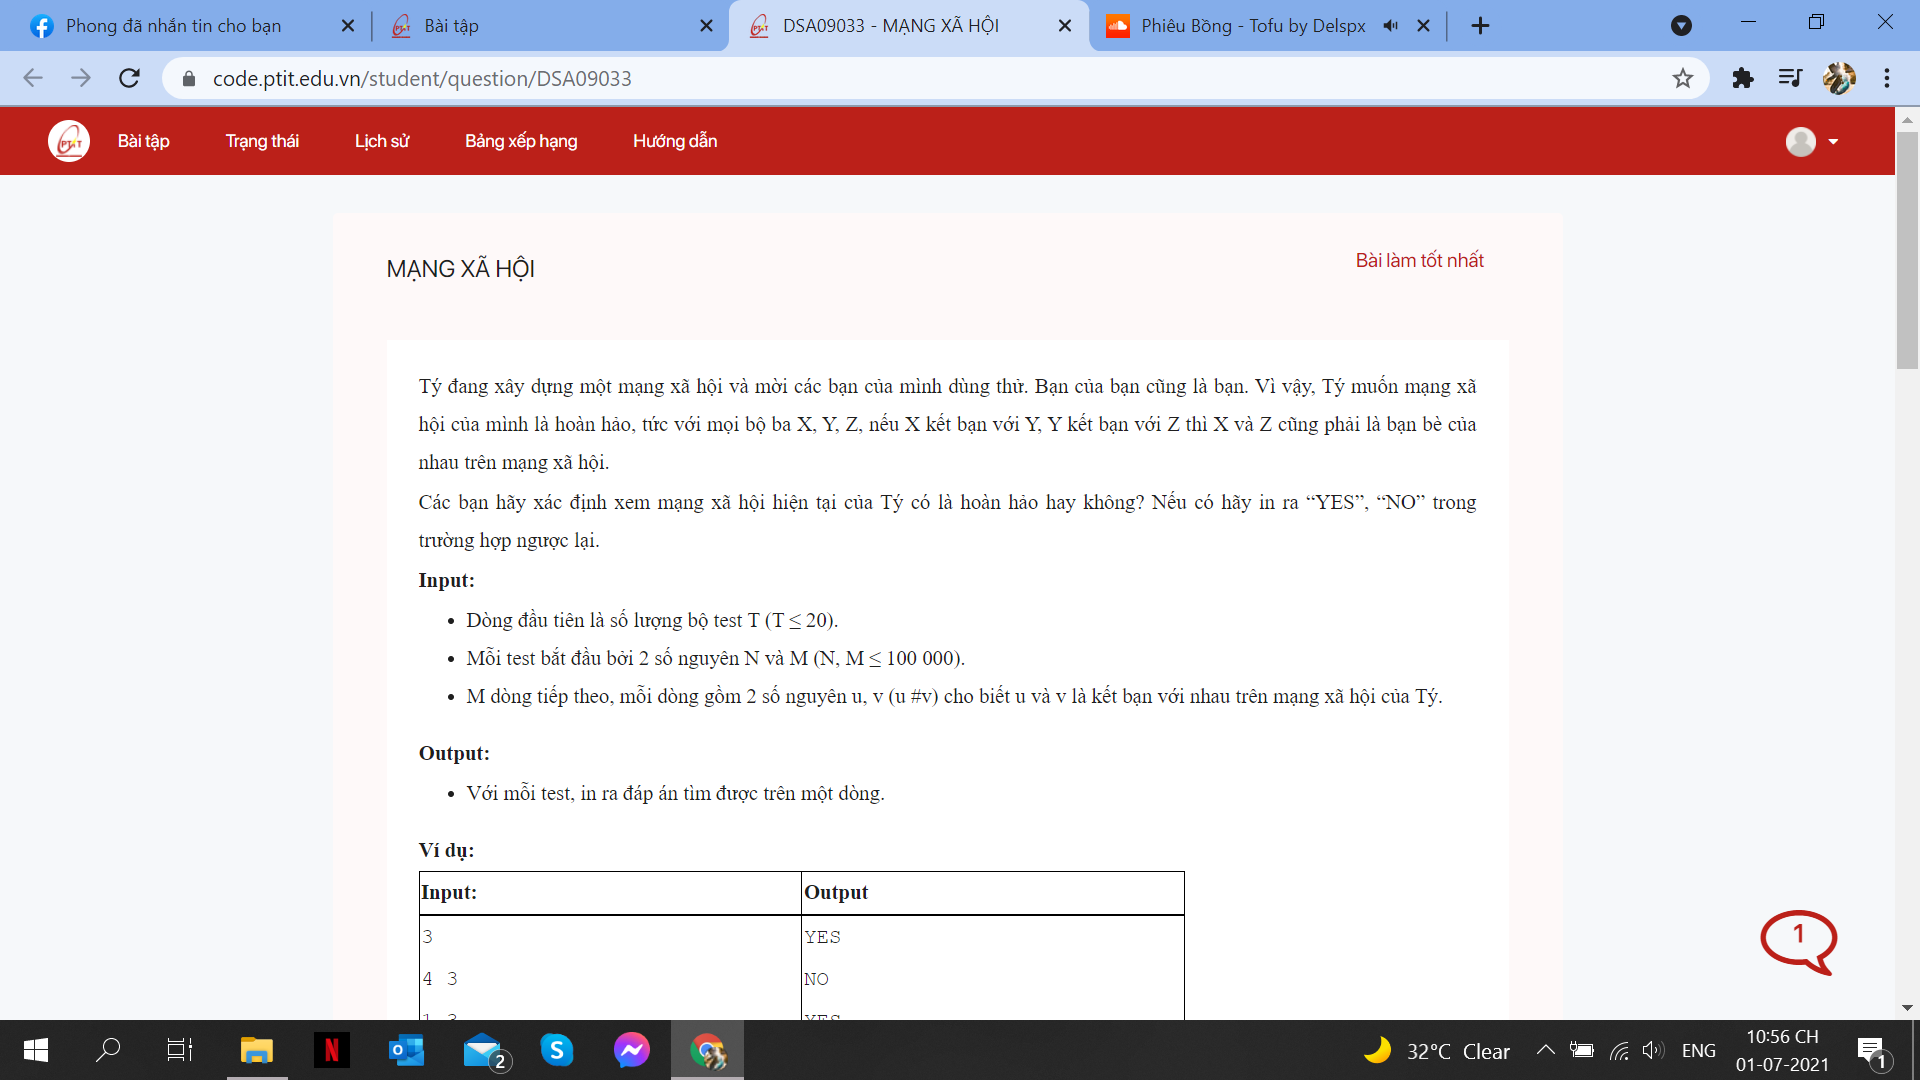 Phong đã nhắn tin cho bạn
Bài tập
DSA09033 - MẠNG XÃ HỘI
Phiêu Bồng - Tofu by Delspx
code.ptit.edu.vn/student/question/DSA09033
PTIT
Bài tập
Trạng thái
Lịch sử
Bảng xếp hạng
Hướng dẫn
MẠNG XÃ HỘI
Bài làm tốt nhất
Tý đang xây dựng một mạng xã hội và mời các bạn của mình dùng thử. Bạn của bạn cũng là bạn. Vì vậy, Tý muốn mạng xã
hội của mình là hoàn hảo, tức với mọi bộ ba X, Y, Z, nếu X kết bạn với Y, Y kết bạn với Z thì X và Z cũng phải là bạn bè của
nhau trên mạng xã hội.
Các bạn hãy xác định xem mạng xã hội hiện tại của Tý có là hoàn hảo hay không? Nếu có hãy in ra “YES”, “NO” trong
trường hợp ngược lại.
Input:
• Dòng đầu tiên là số lượng bộ test T (T ≤ 20).
• Mỗi test bắt đầu bởi 2 số nguyên N và M (N, M ≤ 100 000).
• M dòng tiếp theo, mỗi dòng gồm 2 số nguyên u, v (u #v) cho biết u và v là kết bạn với nhau trên mạng xã hội của Tý.
Output:
• Với mỗi test, in ra đáp án tìm được trên một dòng.
Ví dụ:
Input:
Output
3
YES
4 3
NO
1 3
YES
1
N
2
S
32°C Clear
ENG
10:56 CH
01-07-2021
1